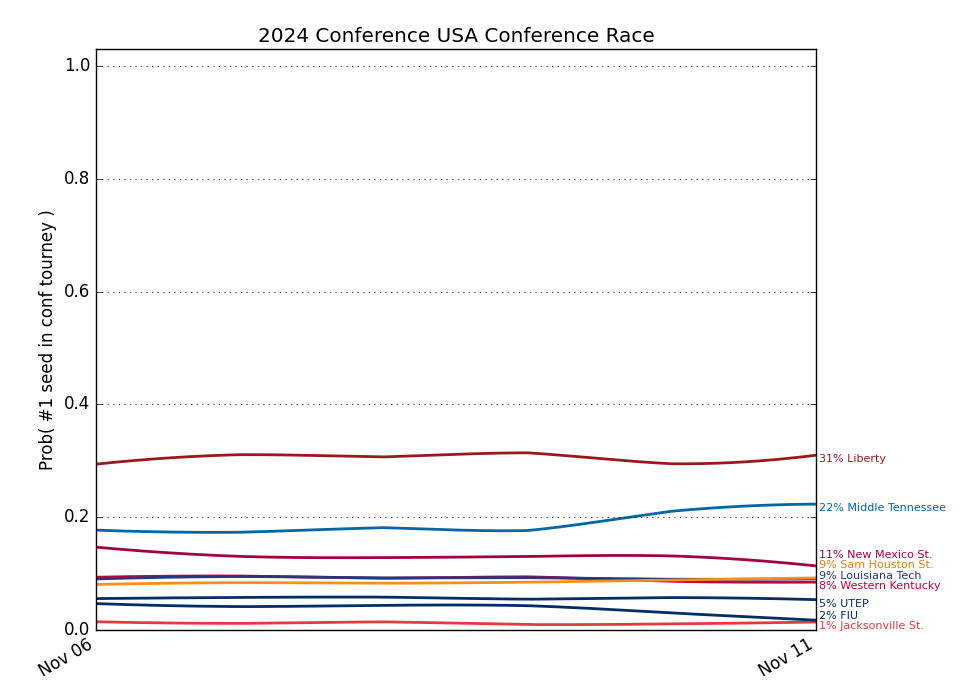 2024 Conference USA Conference Race
Prob( #1 seed in conf tourney )
1.0
0.8
0.6
0.4
0.2
0.0
Nov 06
Nov 11
31% Liberty
22% Middle Tennessee
11% New Mexico St.
9% Sam Houston St.
9% Louisiana Tech
8% Western Kentucky
5% UTEP
2% FIU
1% Jacksonville St.